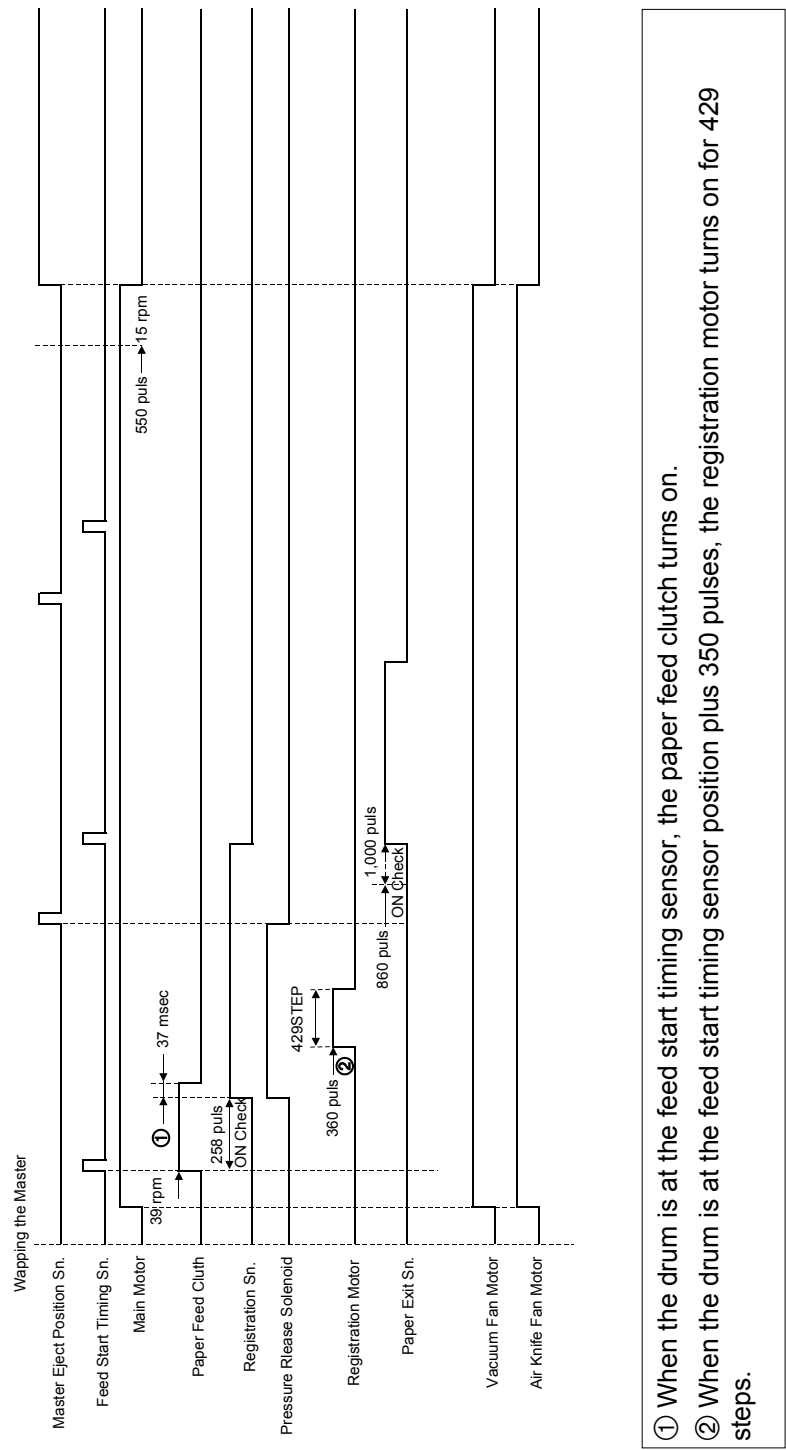 Wapping the Master
Master Eject Position Sn.
Feed Start Timing Sn.
Main Motor
550 puls
15 rpm
Paper Feed Cluth
39 rpm
①
37 msec
Registration Sn.
258 puls
ON Check
Pressure Rlease Solenoid
Registration Motor
360 puls
②
429STEP
Paper Exit Sn.
860 puls
ON Check
1,000 puls
Vacuum Fan Motor
Air Knife Fan Motor
① When the drum is at the feed start timing sensor, the paper feed clutch turns on.
② When the drum is at the feed start timing sensor position plus 350 pulses, the registration motor turns on for 429
steps.